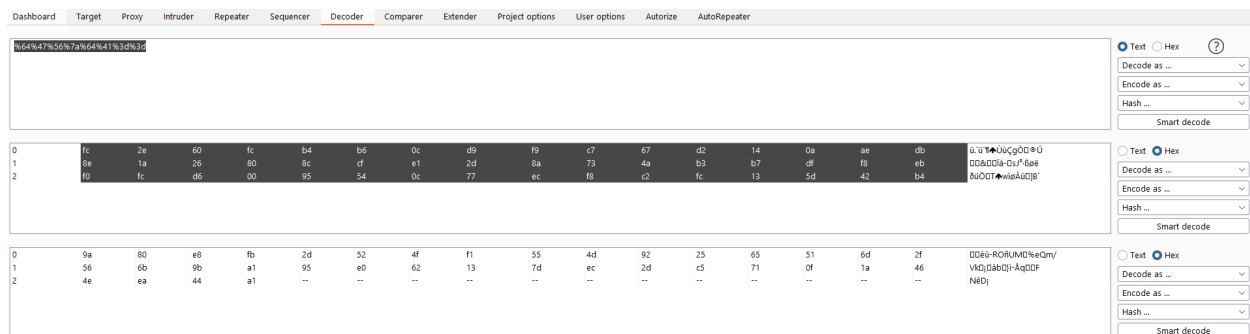 Dashboard Target Proxy Intruder Repeater Sequencer Decoder Comparer Extender Project options User options Autorize AutoRepeater
%64%47%56%7a%64%41%3d%3d
Text Hex ?
Decode as ...
Encode as ...
Hash ...
Smart decode
0 fc 2e 60 fc b4 b6 0c d9 f9 c7 67 d2 14 0a ae db
1 8e 1a 26 80 8c cf e1 2d 8a 73 4a b3 b7 df f8 eb
2 f0 fc d6 00 95 54 0c 77 ec f8 c2 fc 13 5d 42 b4
Text Hex
Decode as ...
Encode as ...
Hash ...
Smart decode
0 9a 80 e8 fb 2d 52 4f f1 55 4d 92 25 65 51 6d 2f
1 56 6b 9b a1 95 e0 62 13 7d ec 2d c5 71 0f 1a 46
2 4e ea 44 a1 -- -- -- -- -- -- -- -- -- -- -- --
Text Hex
Decode as ...
Encode as ...
Hash ...
Smart decode